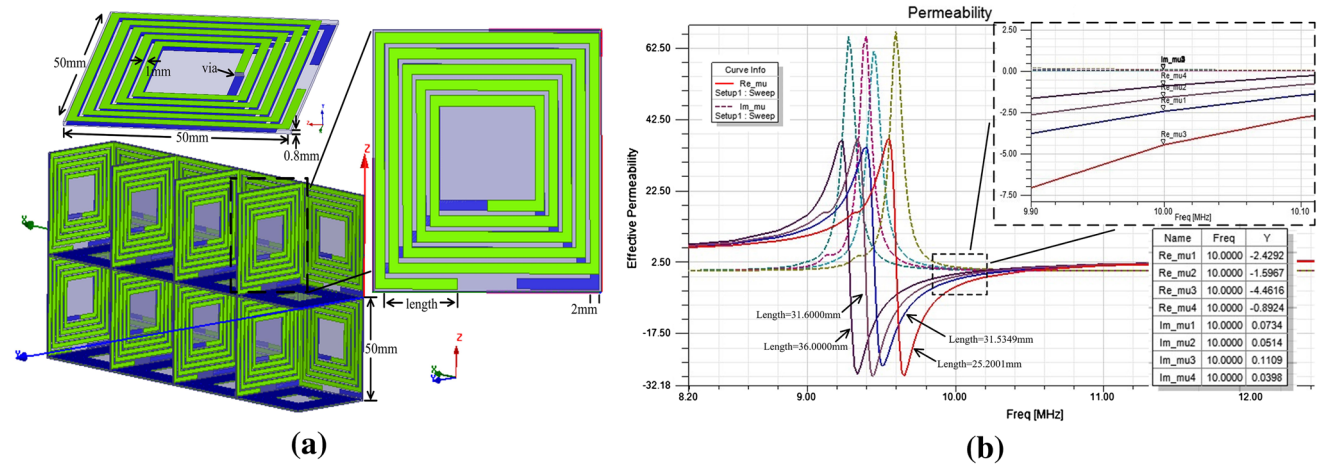 50mm
1mm
via
50mm
0.8mm
Z
length
2mm
50mm
Z
(a)
Permeability
Effective Permeability
62.50
42.50
22.50
2.50
-17.50
-32.18
8.20
9.00
10.00
11.00
12.00
Freq [MHz]
Curve Info
Re_mu
Setup1 : Sweep
Im_mu
Setup1 : Sweep
Length=31.6000mm
Length=36.0000mm
Length=31.5349mm
Length=25.2001mm
2.50
0.00
-2.50
-5.00
-7.50
Re_mu4
Re_mu2
Re_mu1
Re_mu3
9.90
10.00
10.10
Freq [MHz]
Name Freq Y
Re_mu1 10.0000 -2.4292
Re_mu2 10.0000 -1.5967
Re_mu3 10.0000 -4.4616
Re_mu4 10.0000 -0.8924
Im_mu1 10.0000 0.0734
Im_mu2 10.0000 0.0514
Im_mu3 10.0000 0.1109
Im_mu4 10.0000 0.0398
(b)